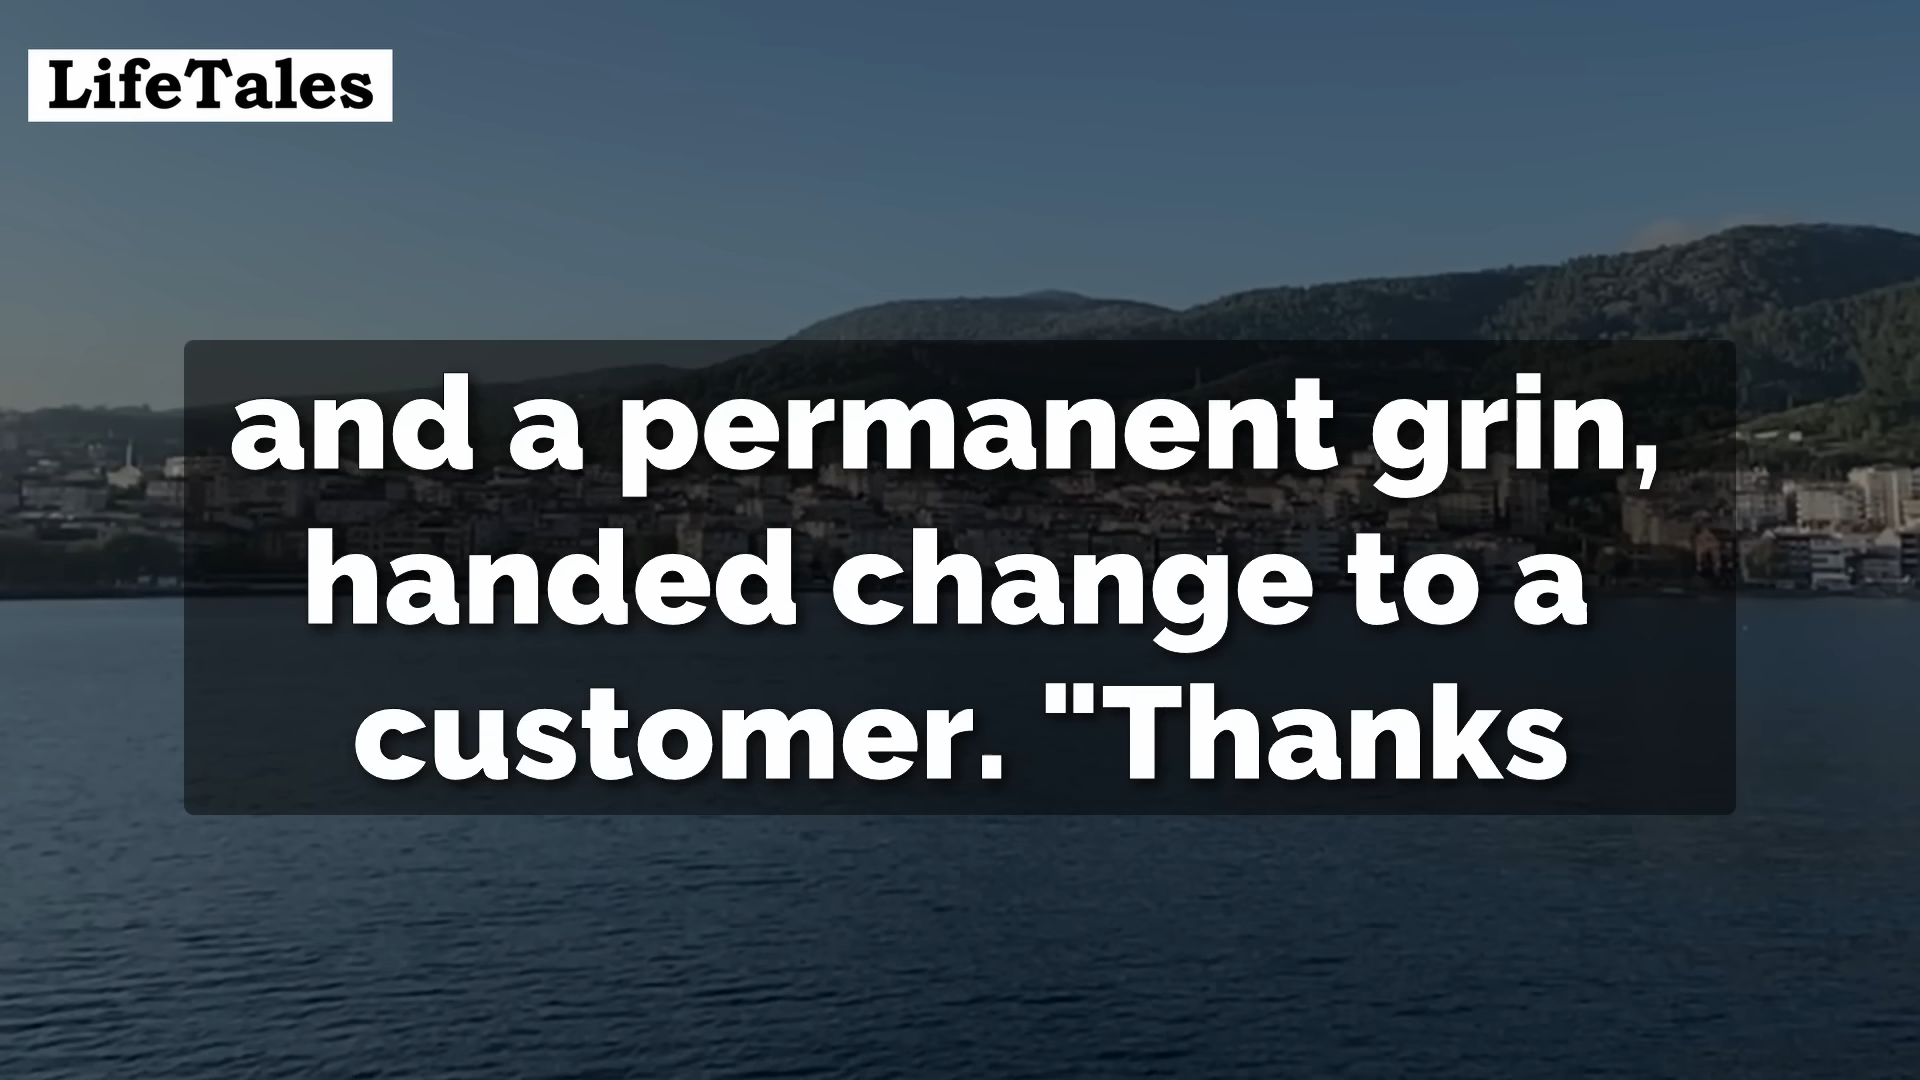 LifeTales
and a permanent grin,
handed change to a
customer. "Thanks